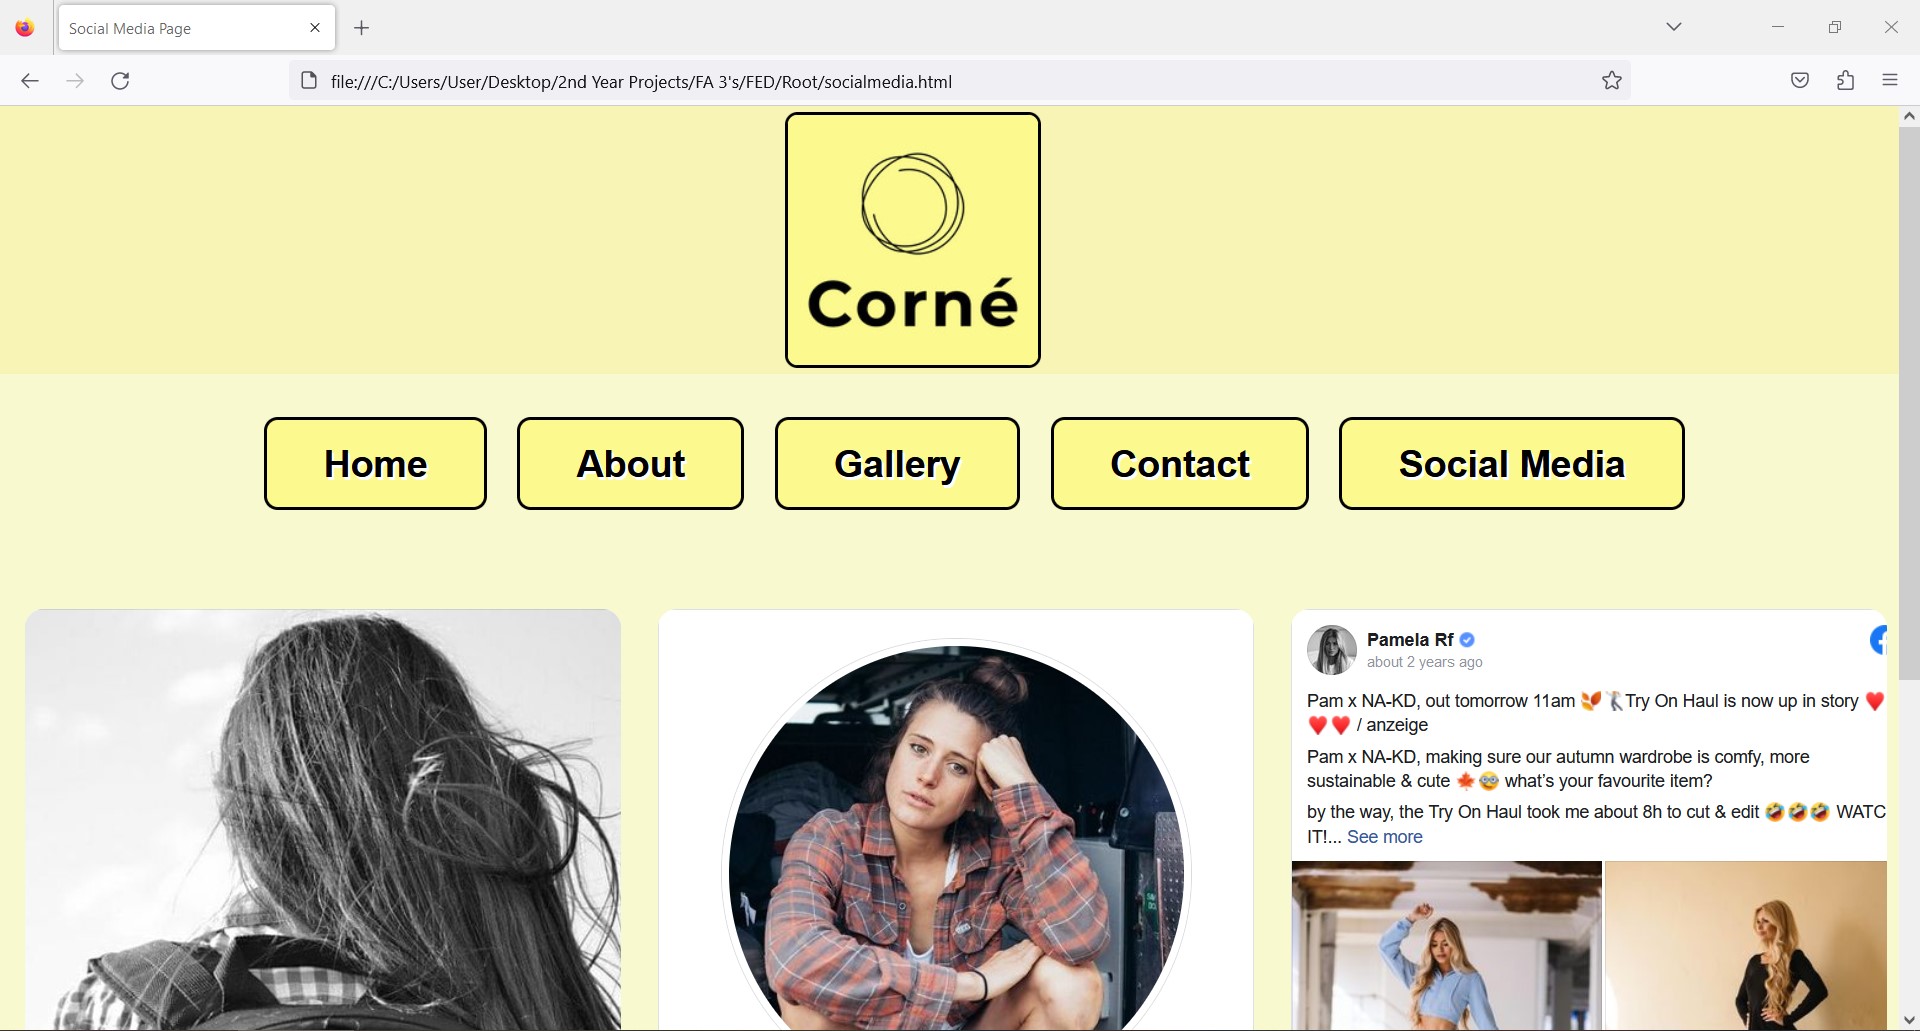 Social Media Page
file:///C:/Users/User/Desktop/2nd Year Projects/FA 3's/FED/Root/socialmedia.html
Corné
Home
About
Gallery
Contact
Social Media
Pamela Rf
about 2 years ago
Pam x NA-KD, out tomorrow 11am 🍂🏌🏼Try On Haul is now up in story ❤️
❤️❤️ / anzeige
Pam x NA-KD, making sure our autumn wardrobe is comfy, more
sustainable & cute 🍁🥸 what’s your favourite item?
by the way, the Try On Haul took me about 8h to cut & edit 🤣🤣🤣 WATC
IT!... See more